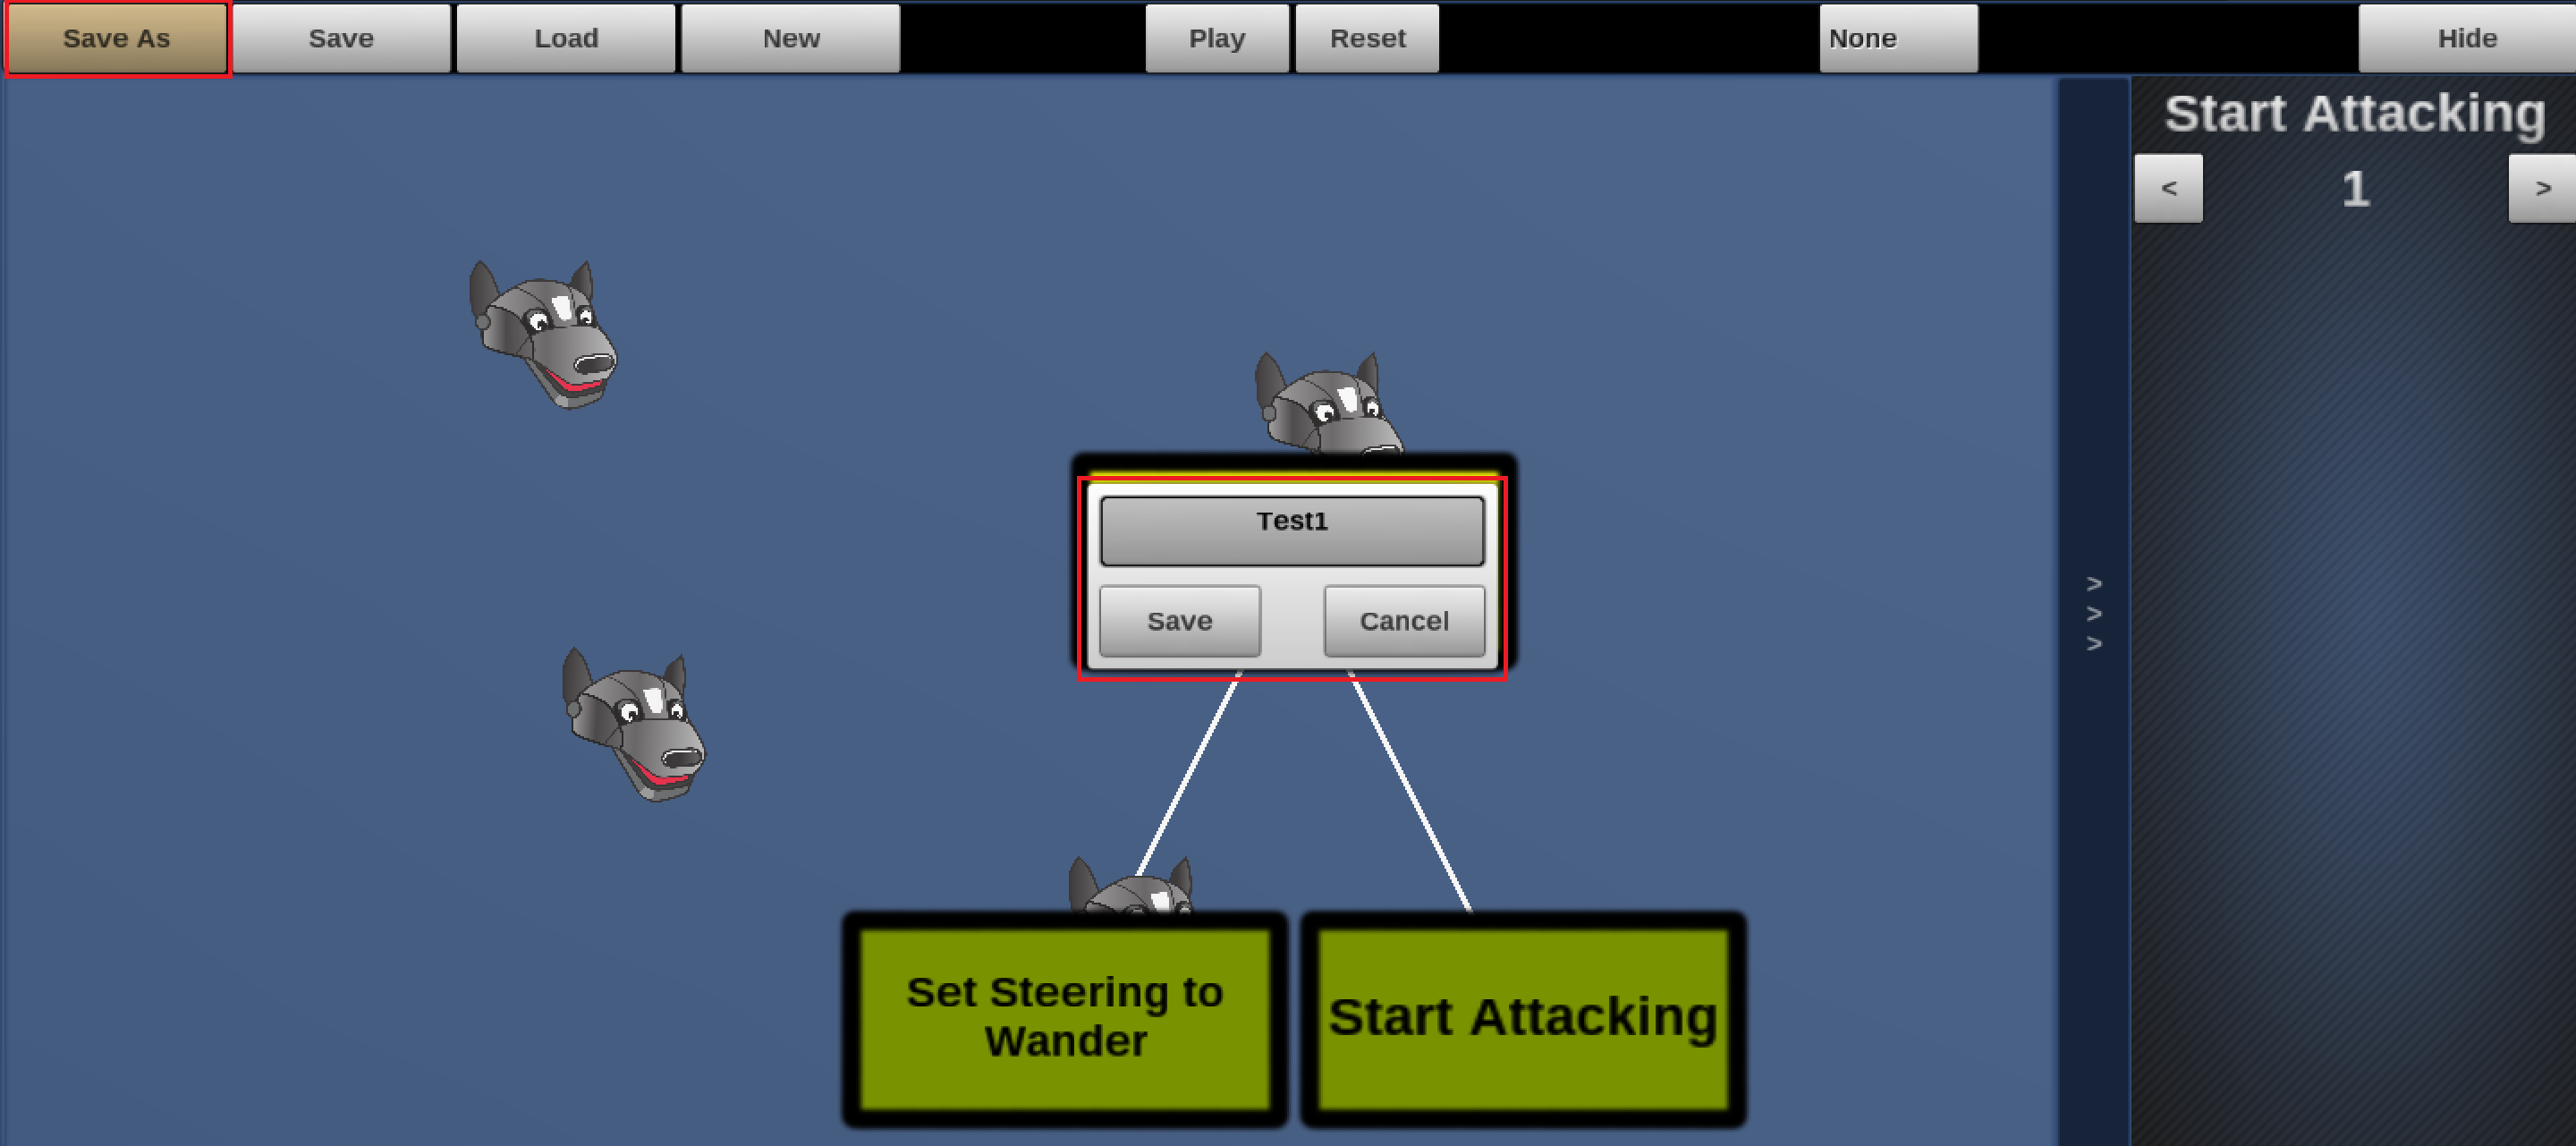 Save As Save Load New Play Reset None Hide
Start Attacking
< 1 >
Test1
Save Cancel
>
>
>
Set Steering to
Wander
Start Attacking